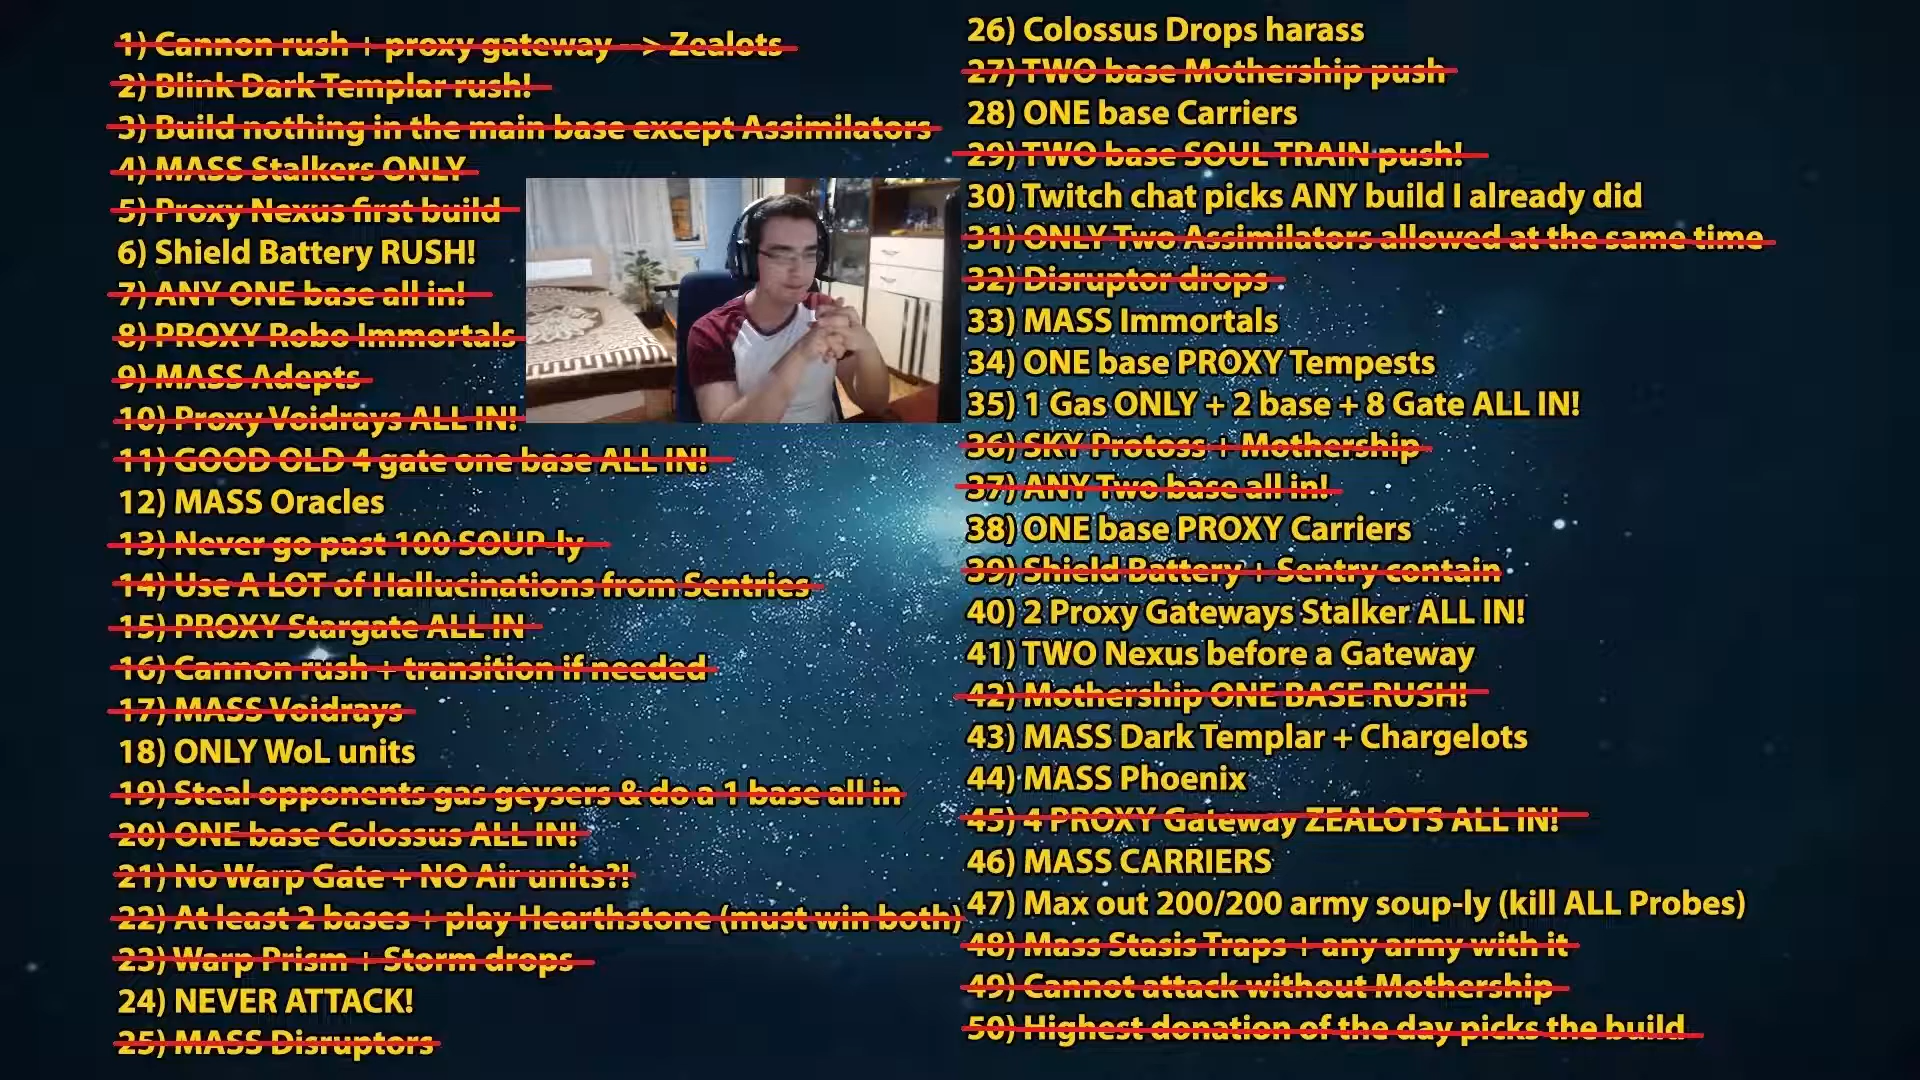 1) Cannon rush + proxy gateway --> Zealots
2) Blink Dark Templar rush!
3) Build nothing in the main base except Assimilators
4) MASS Stalkers ONLY
5) Proxy Nexus first build
6) Shield Battery RUSH!
7) ANY ONE base all in!
8) PROXY Robo Immortals
9) MASS Adepts
10) Proxy Voidrays ALL IN!
11) GOOD OLD 4 gate one base ALL IN!
12) MASS Oracles
13) Never go past 100 SOUP-ly
14) Use A LOT of Hallucinations from Sentries
15) PROXY Stargate ALL IN
16) Cannon rush + transition if needed
17) MASS Voidrays
18) ONLY WoL units
19) Steal opponents gas geysers & do a 1 base all in
20) ONE base Colossus ALL IN!
21) No Warp Gate + NO Air units?!
22) At least 2 bases + play Hearthstone (must win both)
23) Warp Prism + Storm drops
24) NEVER ATTACK!
25) MASS Disruptors
26) Colossus Drops harass
27) TWO base Mothership push
28) ONE base Carriers
29) TWO base SOUL TRAIN push!
30) Twitch chat picks ANY build I already did
31) ONLY Two Assimilators allowed at the same time
32) Disruptor drops
33) MASS Immortals
34) ONE base PROXY Tempests
35) 1 Gas ONLY + 2 base + 8 Gate ALL IN!
36) SKY Protoss + Mothership
37) ANY Two base all in!
38) ONE base PROXY Carriers
39) Shield Battery + Sentry contain
40) 2 Proxy Gateways Stalker ALL IN!
41) TWO Nexus before a Gateway
42) Mothership ONE BASE RUSH!
43) MASS Dark Templar + Chargelots
44) MASS Phoenix
45) 4 PROXY Gateway ZEALOTS ALL IN!
46) MASS CARRIERS
47) Max out 200/200 army soup-ly (kill ALL Probes)
48) Mass Stasis Traps + any army with it
49) Cannot attack without Mothership
50) Highest donation of the day picks the build